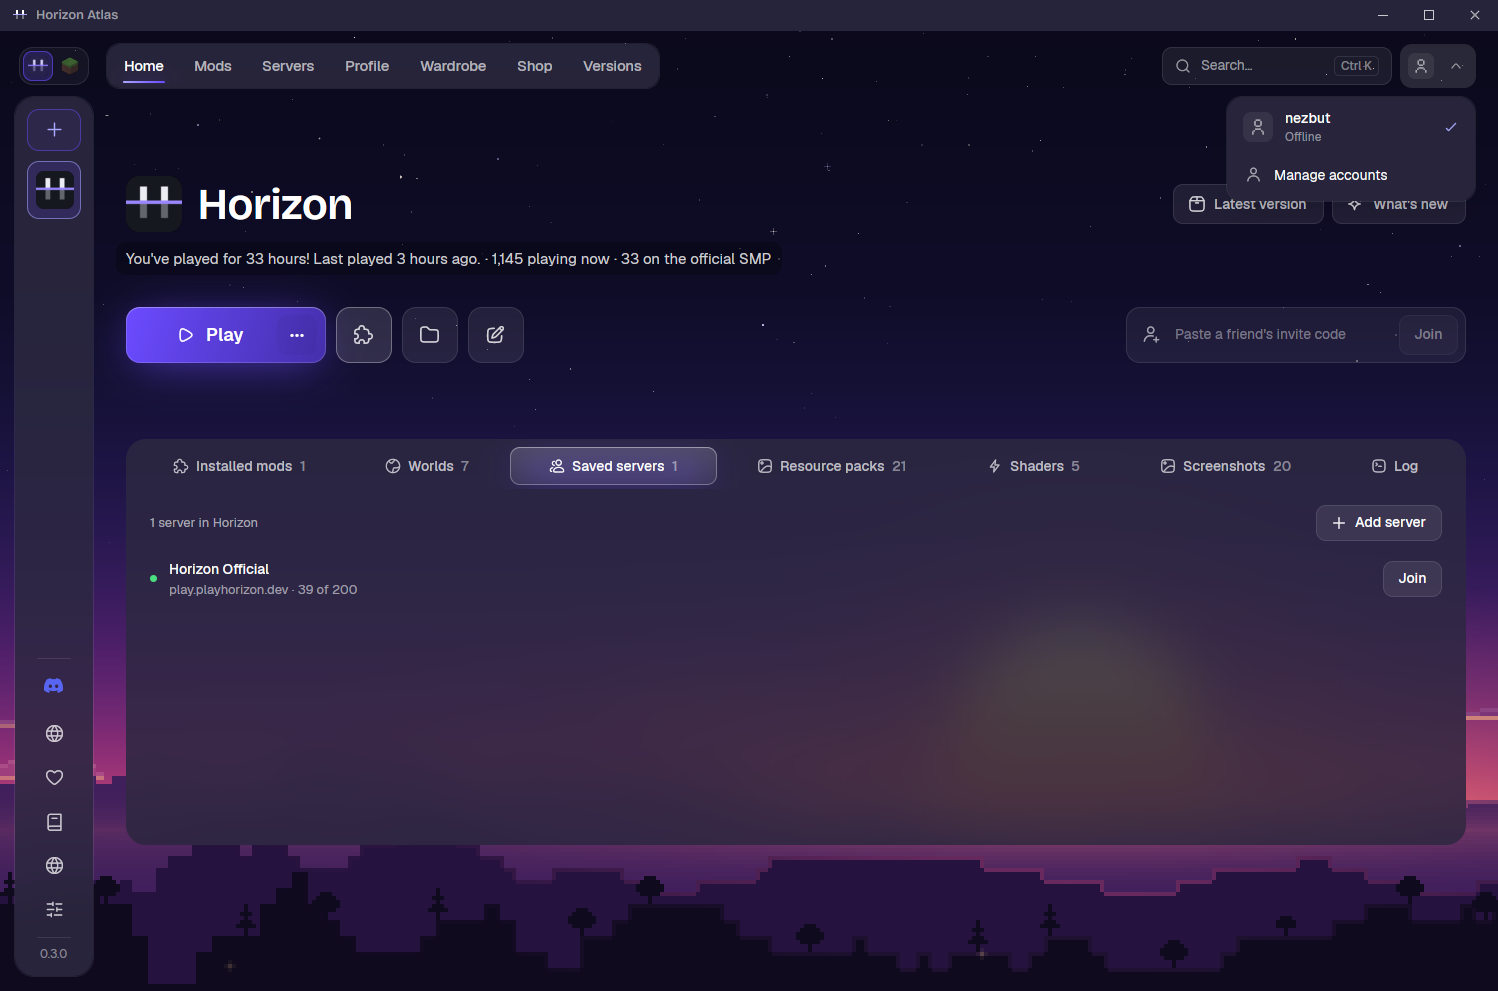 Horizon Atlas
Home Mods Servers Profile Wardrobe Shop Versions
Search... Ctrl K
nezbut
Offline
Manage accounts
Horizon
Latest version What's new
You've played for 33 hours! Last played 3 hours ago. · 1,145 playing now · 33 on the official SMP
Play
Paste a friend's invite code Join
Installed mods 1 Worlds 7 Saved servers 1 Resource packs 21 Shaders 5 Screenshots 20 Log
1 server in Horizon
Add server
Horizon Official
play.playhorizon.dev · 39 of 200
Join
0.3.0